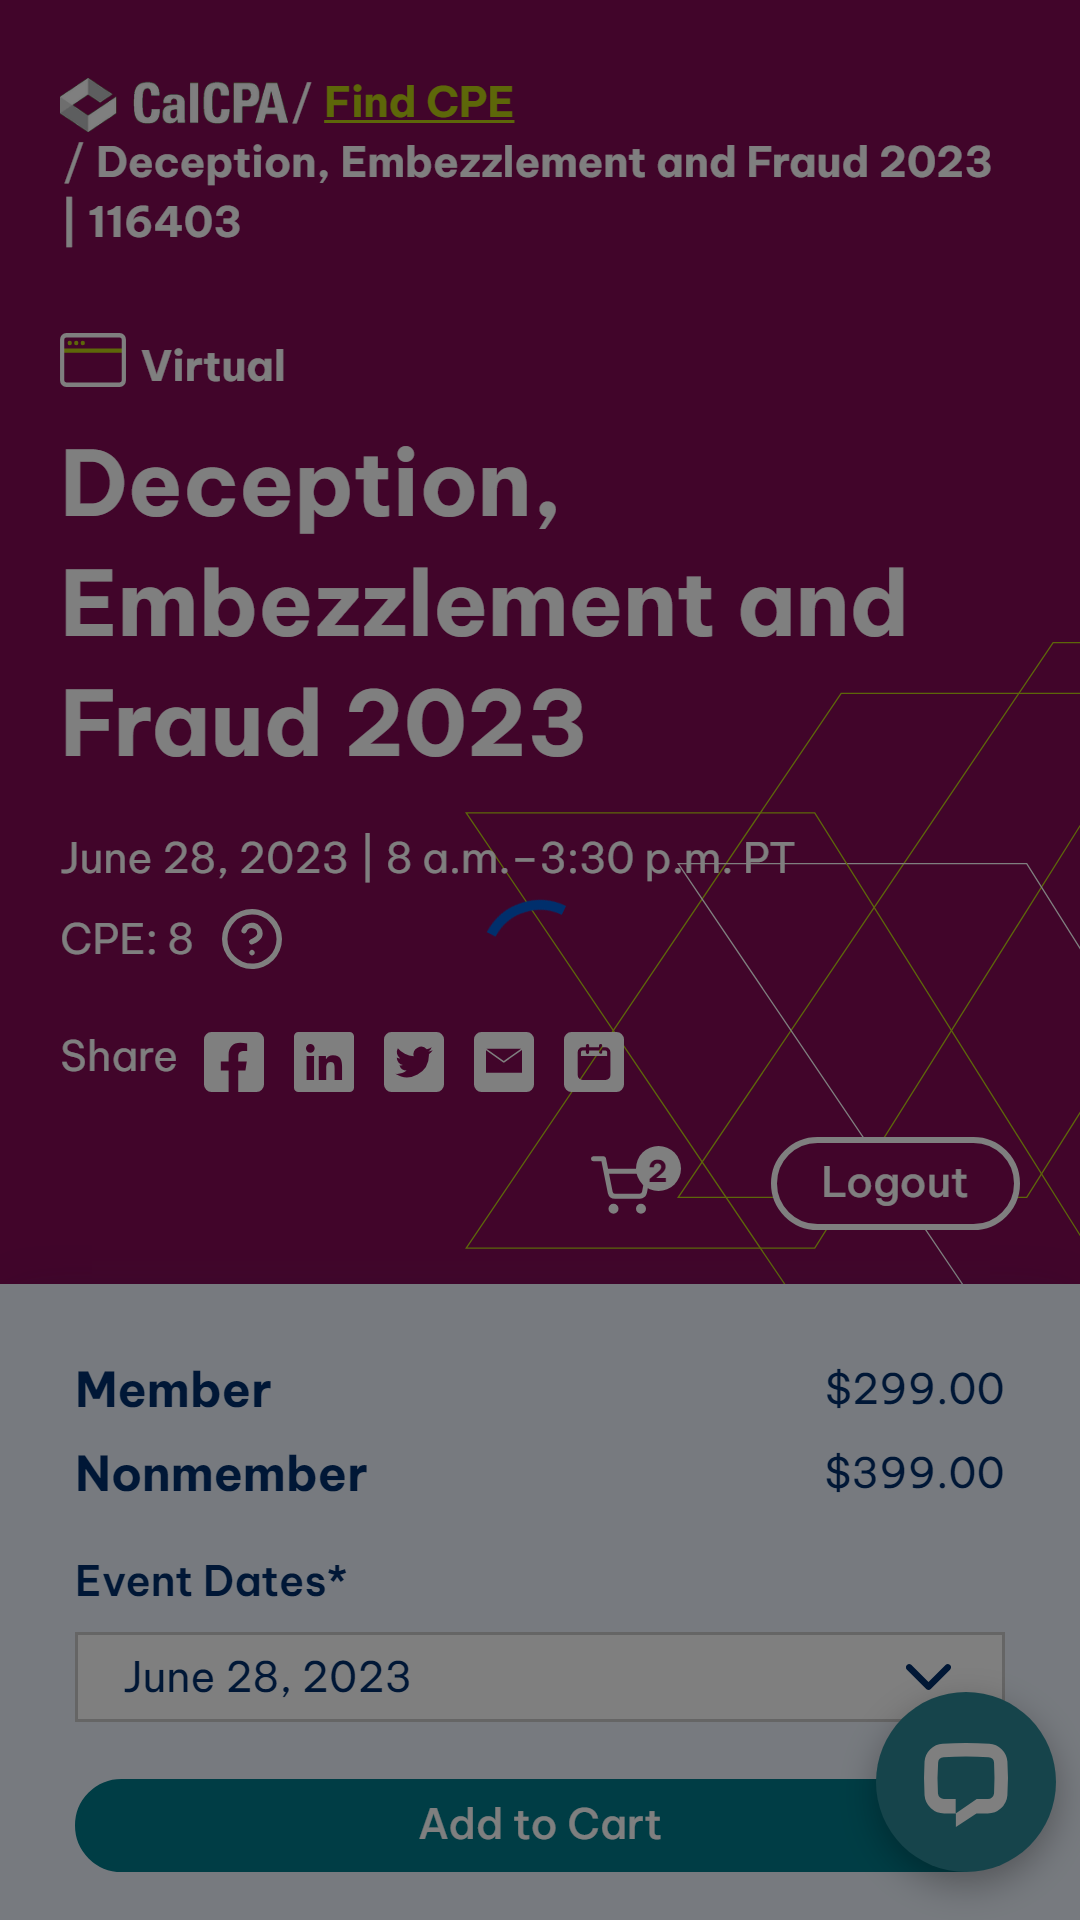 CalCPA / Find CPE
/ Deception, Embezzlement and Fraud 2023
| 116403
Virtual
Deception,
Embezzlement and
Fraud 2023
June 28, 2023 | 8 a.m.–3:30 p.m. PT
CPE: 8 ?
Share
2 Logout
Member $299.00
Nonmember $399.00
Event Dates*
June 28, 2023
Add to Cart